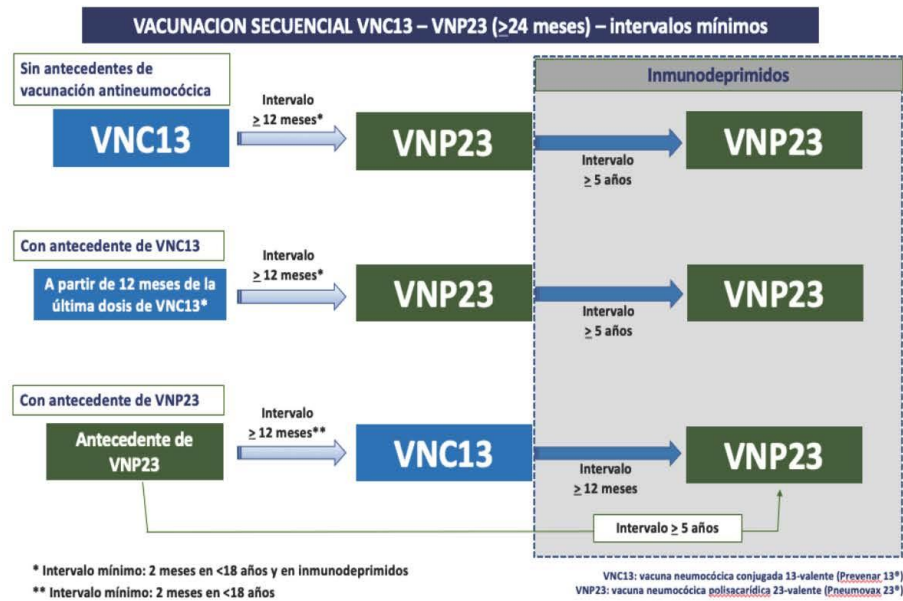 VACUNACION SECUENCIAL VNC13 – VNP23 (≥24 meses) – intervalos mínimos
Inmunodeprimidos
Sin antecedentes de
vacunación antineumocócica
VNC13
Intervalo
≥ 12 meses*
VNP23
Intervalo
≥ 5 años
VNP23
Con antecedente de VNC13
A partir de 12 meses de la
última dosis de VNC13*
Intervalo
≥ 12 meses*
VNP23
Intervalo
≥ 5 años
VNP23
Con antecedente de VNP23
Antecedente de
VNP23
Intervalo
≥ 12 meses**
VNC13
Intervalo
≥ 12 meses
VNP23
Intervalo ≥ 5 años
* Intervalo mínimo: 2 meses en <18 años y en inmunodeprimidos
** Intervalo mínimo: 2 meses en <18 años
VNC13: vacuna neumocócica conjugada 13-valente (Prevenar 13®)
VNP23: vacuna neumocócica polisacarídica 23-valente (Pneumovax 23®)